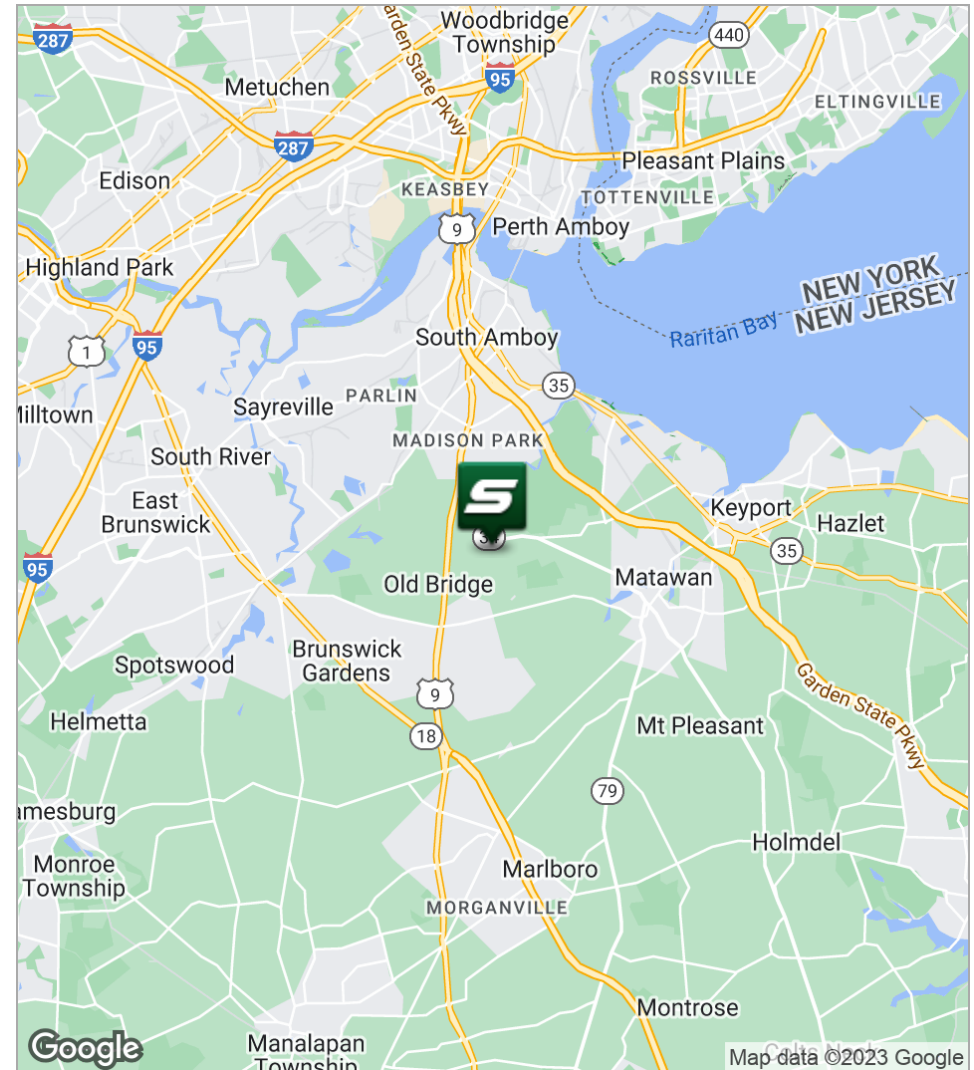 287
Woodbridge
Township
440
Garden State Pkwy
95
ROSSVILLE
Metuchen
ELTINGVILLE
287
Pleasant Plains
Edison
KEASBEY
TOTTENVILLE
9
Perth Amboy
Highland Park
NEW YORK
NEW JERSEY
South Amboy
Raritan Bay
1
95
35
PARLIN
Sayreville
Milltown
MADISON PARK
South River
S
East
Brunswick
Keyport
Hazlet
35
95
Old Bridge
Matawan
Brunswick
Gardens
Spotswood
9
Garden State Pkwy
Helmetta
18
Mt Pleasant
79
amesburg
Holmdel
Monroe
Township
Marlboro
MORGANVILLE
Montrose
Manalapan
Township
Google
Map data ©2023 Google